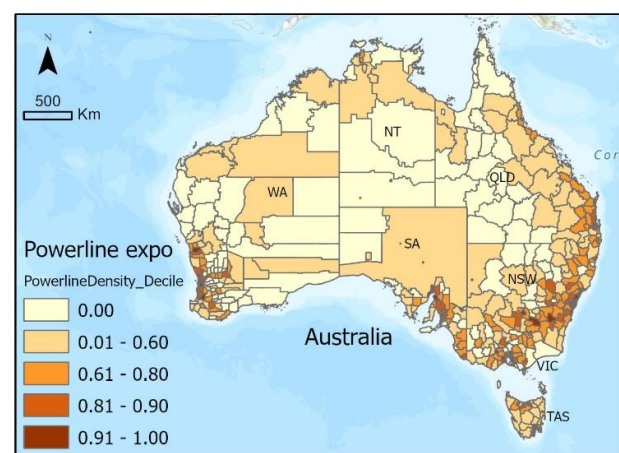 N
500
Km
NT
Cor
QLD
WA
SA
NSW
Powerline expo
PowerlineDensity_Decile
0.00
0.01 - 0.60
0.61 - 0.80
0.81 - 0.90
0.91 - 1.00
Australia
VIC
TAS